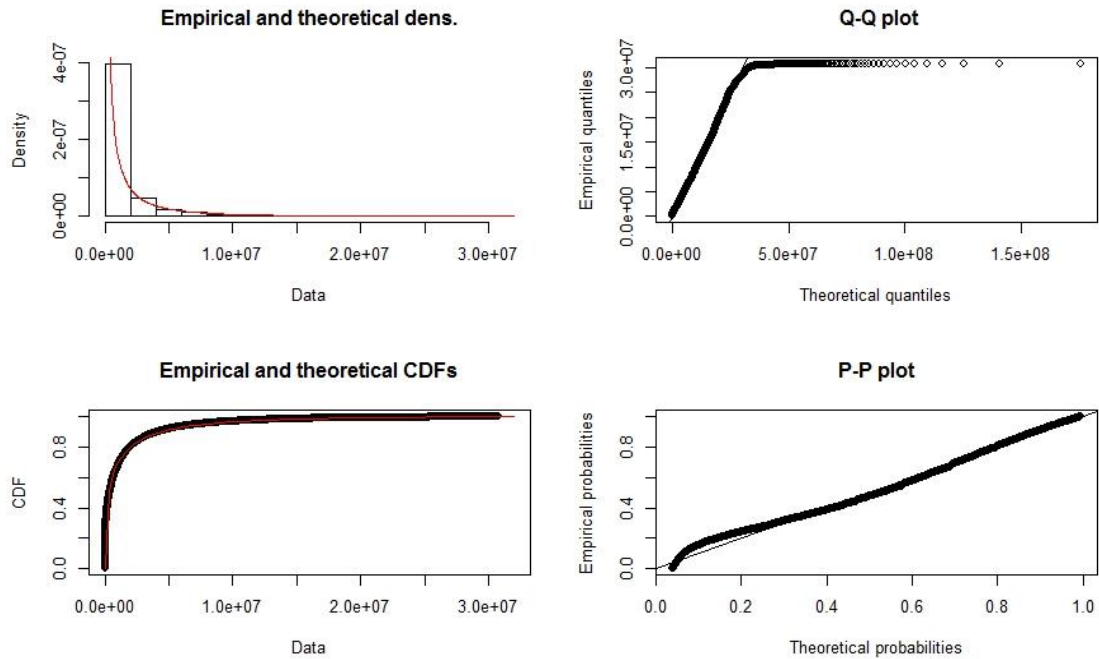 Empirical and theoretical dens.
Density
0e+00
2e-07
4e-07
0.0e+00
1.0e+07
2.0e+07
3.0e+07
Data
Q-Q plot
Empirical quantiles
0.0e+00
1.5e+07
3.0e+07
0.0e+00
5.0e+07
1.0e+08
1.5e+08
Theoretical quantiles
Empirical and theoretical CDFs
CDF
0.0
0.4
0.8
0.0e+00
1.0e+07
2.0e+07
3.0e+07
Data
P-P plot
Empirical probabilities
0.0
0.4
0.8
0.0
0.2
0.4
0.6
0.8
1.0
Theoretical probabilities